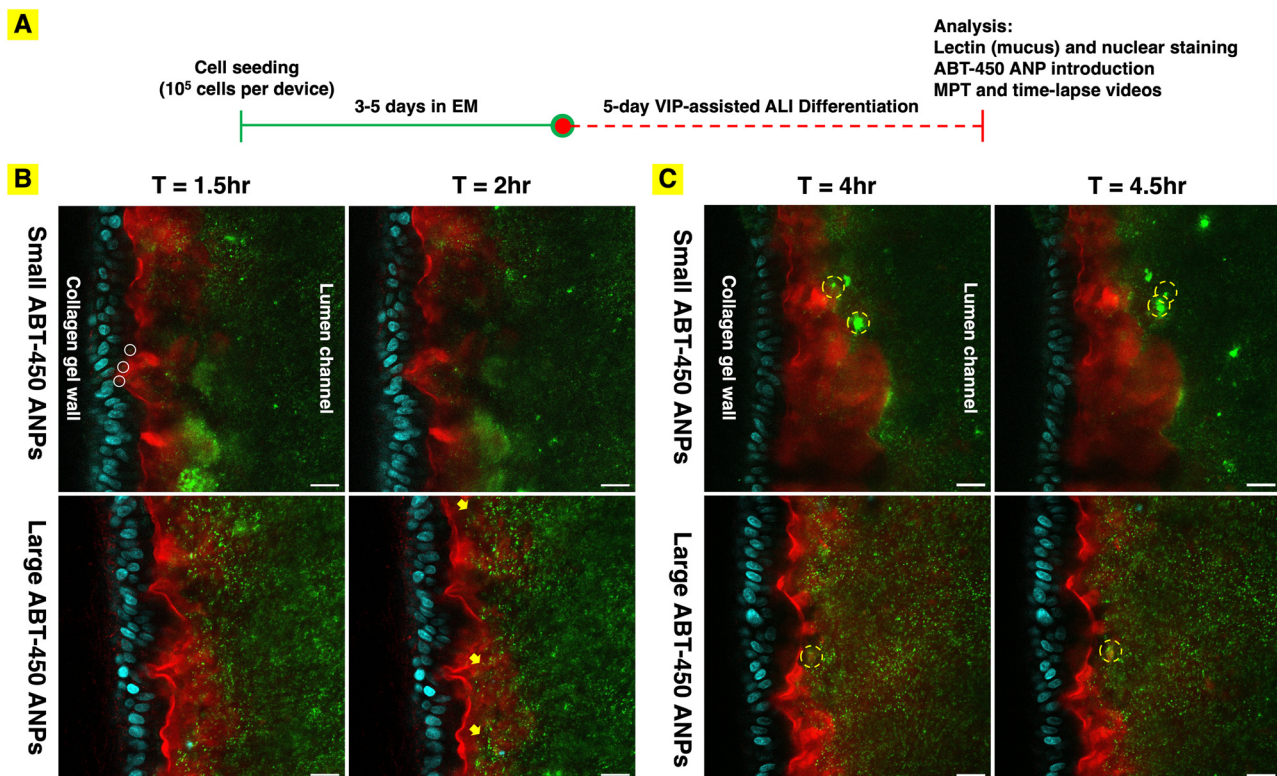 A
Cell seeding
(10⁵ cells per device)
3-5 days in EM
5-day VIP-assisted ALI Differentiation
Analysis:
Lectin (mucus) and nuclear staining
ABT-450 ANP introduction
MPT and time-lapse videos
B
T = 1.5hr
T = 2hr
Small ABT-450 ANPs
Collagen gel wall
Lumen channel
Large ABT-450 ANPs
C
T = 4hr
T = 4.5hr
Small ABT-450 ANPs
Collagen gel wall
Lumen channel
Large ABT-450 ANPs